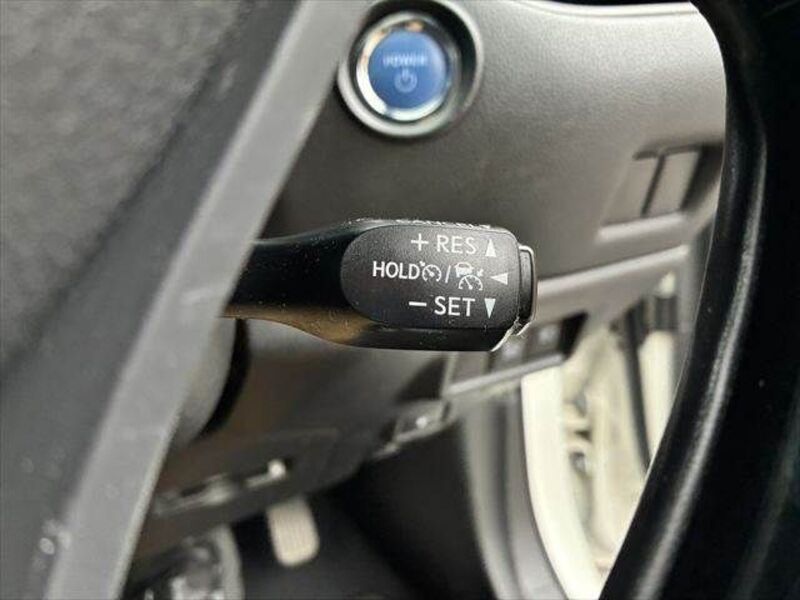 POWER
+ RES ▲
HOLD / ◀
− SET ▼